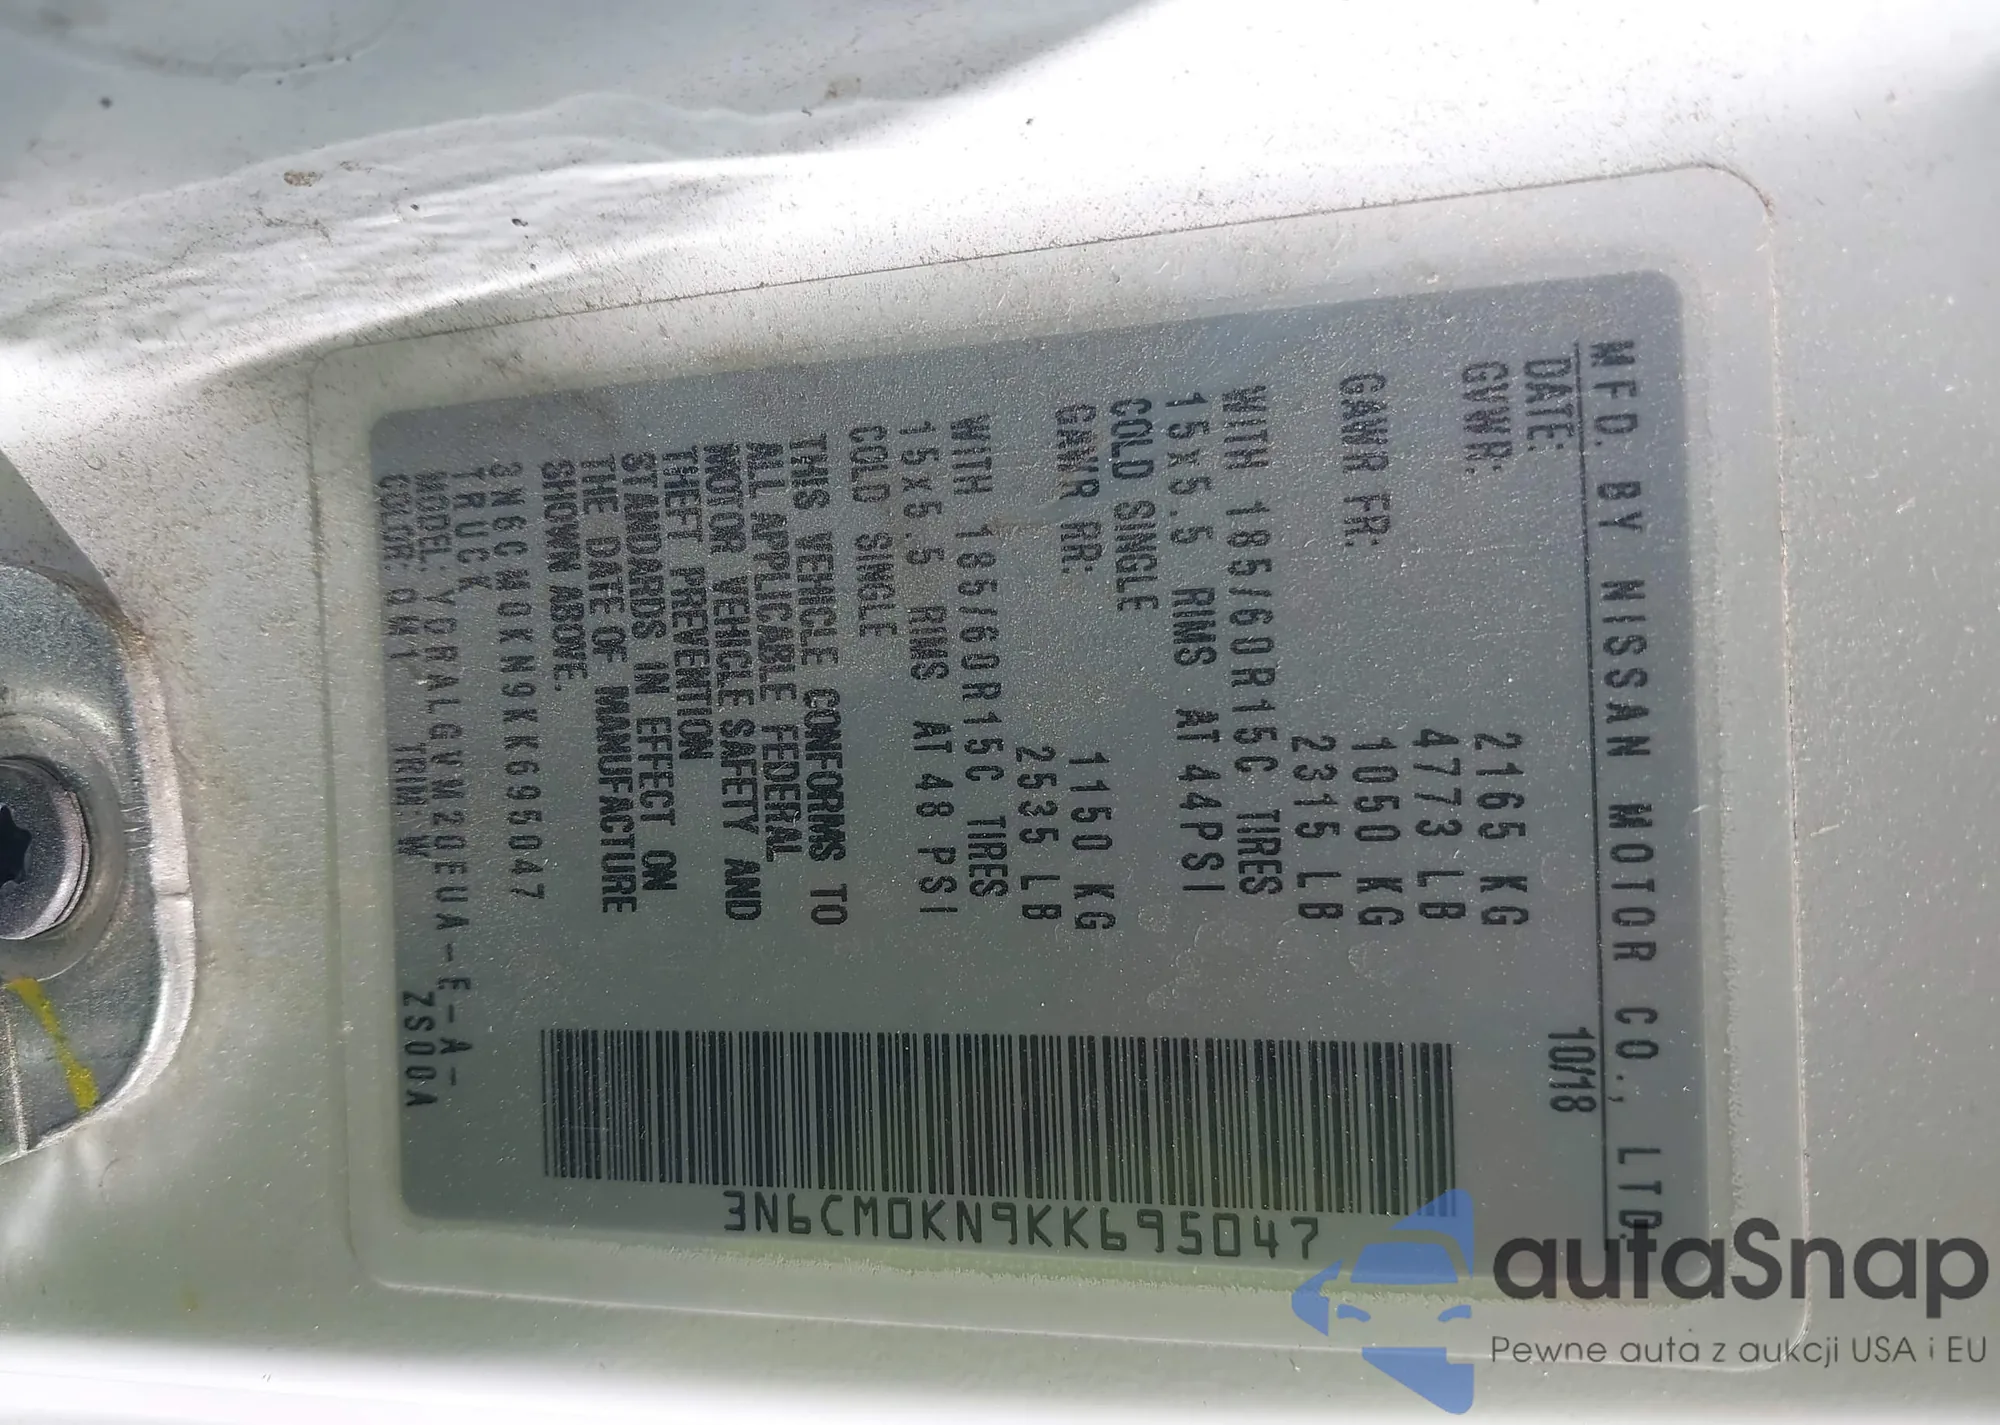 MFD. BY NISSAN MOTOR CO., LTD.
DATE: 10/18
GVWR: 2165 KG
4773 LB
GAWR FR: 1050 KG
2315 LB
WITH 185/60R15C TIRES
15x5.5 RIMS AT 44PSI
COLD SINGLE
GAWR RR: 1150 KG
2535 LB
WITH 185/60R15C TIRES
15x5.5 RIMS AT 48 PSI
COLD SINGLE
THIS VEHICLE CONFORMS TO
ALL APPLICABLE FEDERAL
MOTOR VEHICLE SAFETY AND
THEFT PREVENTION
STANDARDS IN EFFECT ON
THE DATE OF MANUFACTURE
SHOWN ABOVE.
3N6CM0KN9KK695047
TRUCK
MODEL: YDRALGVM20EUA-E-A-
COLOR: QM1 TRIM: W ZS00A
3N6CM0KN9KK695047
autaSnap
Pewne auta z aukcji USA i EU